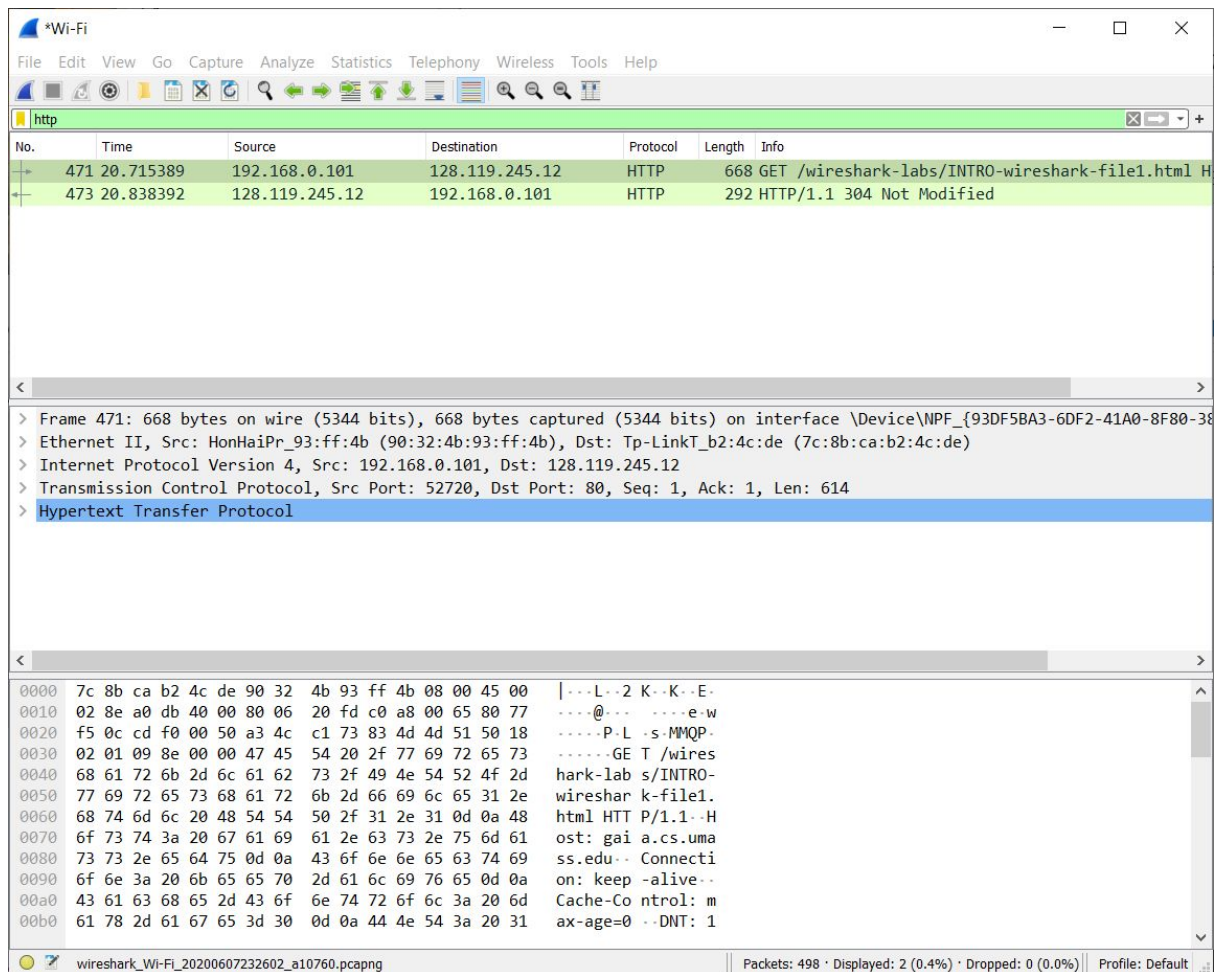 *Wi-Fi
File Edit View Go Capture Analyze Statistics Telephony Wireless Tools Help
http
No. Time Source Destination Protocol Length Info
471 20.715389 192.168.0.101 128.119.245.12 HTTP 668 GET /wireshark-labs/INTRO-wireshark-file1.html H
473 20.838392 128.119.245.12 192.168.0.101 HTTP 292 HTTP/1.1 304 Not Modified
> Frame 471: 668 bytes on wire (5344 bits), 668 bytes captured (5344 bits) on interface \Device\NPF_{93DF5BA3-6DF2-41A0-8F80-38
> Ethernet II, Src: HonHaiPr_93:ff:4b (90:32:4b:93:ff:4b), Dst: Tp-LinkT_b2:4c:de (7c:8b:ca:b2:4c:de)
> Internet Protocol Version 4, Src: 192.168.0.101, Dst: 128.119.245.12
> Transmission Control Protocol, Src Port: 52720, Dst Port: 80, Seq: 1, Ack: 1, Len: 614
> Hypertext Transfer Protocol
0000 7c 8b ca b2 4c de 90 32 4b 93 ff 4b 08 00 45 00 |···L··2 K··K··E·
0010 02 8e a0 db 40 00 80 06 20 fd c0 a8 00 65 80 77 ····@··· ····e·w
0020 f5 0c cd f0 00 50 a3 4c c1 73 83 4d 4d 51 50 18 ·····P·L ·s·MMQP·
0030 02 01 09 8e 00 00 47 45 54 20 2f 77 69 72 65 73 ······GE T /wires
0040 68 61 72 6b 2d 6c 61 62 73 2f 49 4e 54 52 4f 2d hark-lab s/INTRO-
0050 77 69 72 65 73 68 61 72 6b 2d 66 69 6c 65 31 2e wireshar k-file1.
0060 68 74 6d 6c 20 48 54 54 50 2f 31 2e 31 0d 0a 48 html HTT P/1.1··H
0070 6f 73 74 3a 20 67 61 69 61 2e 63 73 2e 75 6d 61 ost: gai a.cs.uma
0080 73 73 2e 65 64 75 0d 0a 43 6f 6e 6e 65 63 74 69 ss.edu·· Connecti
0090 6f 6e 3a 20 6b 65 65 70 2d 61 6c 69 76 65 0d 0a on: keep -alive··
00a0 43 61 63 68 65 2d 43 6f 6e 74 72 6f 6c 3a 20 6d Cache-Co ntrol: m
00b0 61 78 2d 61 67 65 3d 30 0d 0a 44 4e 54 3a 20 31 ax-age=0 ··DNT: 1
wireshark_Wi-Fi_20200607232602_a10760.pcapng Packets: 498 · Displayed: 2 (0.4%) · Dropped: 0 (0.0%) Profile: Default